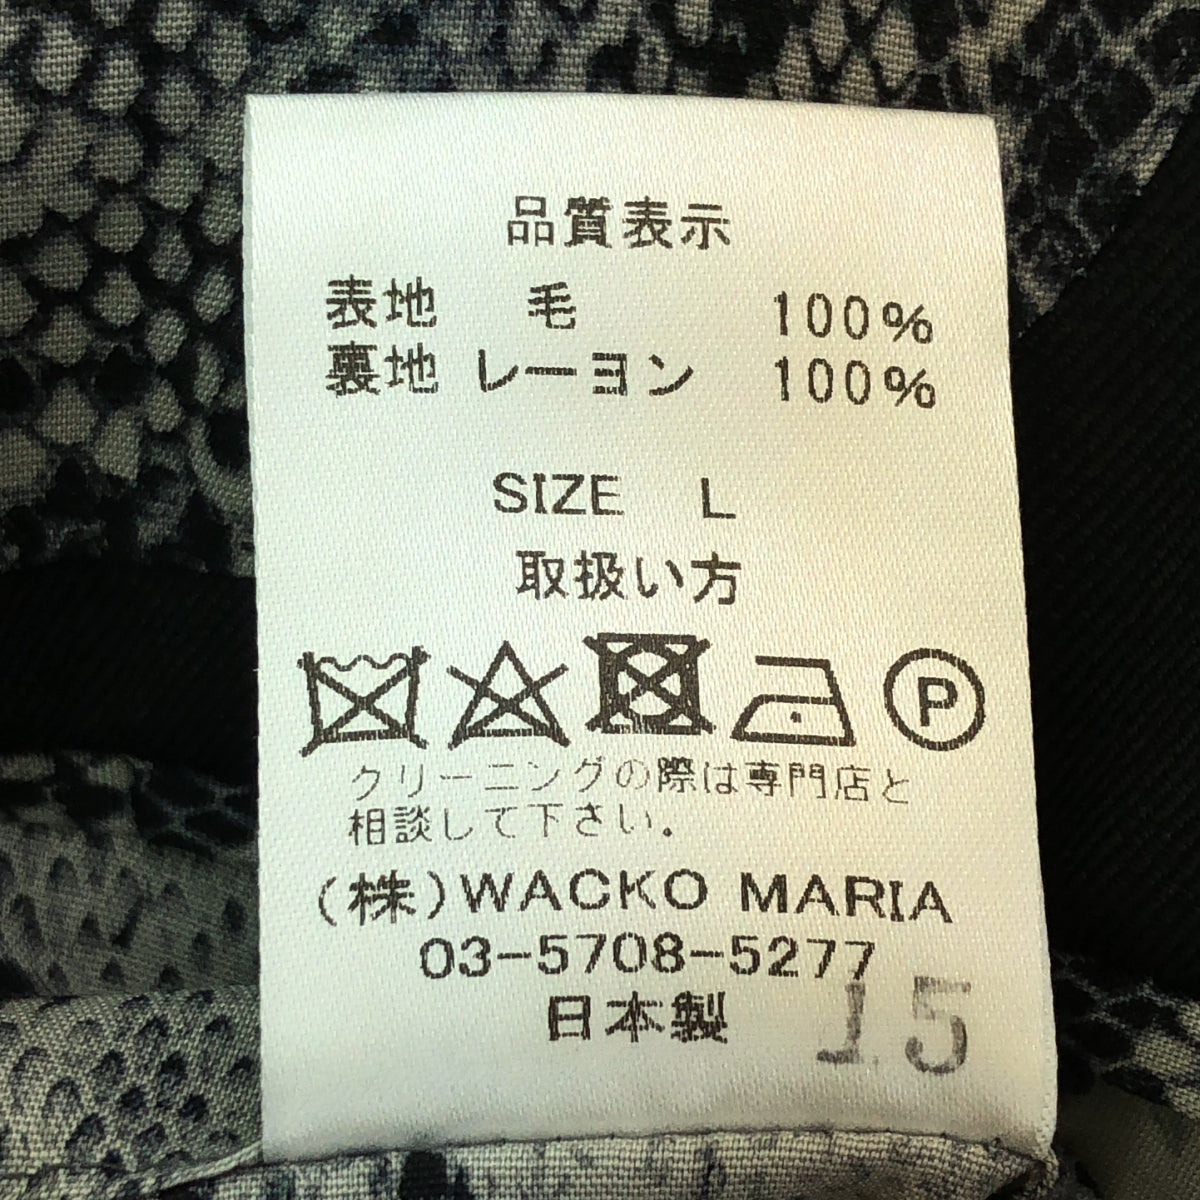 品質表示
表地 毛 100%
裏地 レーヨン 100%
SIZE L
取扱い方
P
クリーニングの際は専門店と
相談して下さい。
(株)WACKO MARIA
03-5708-5277
日本製
15